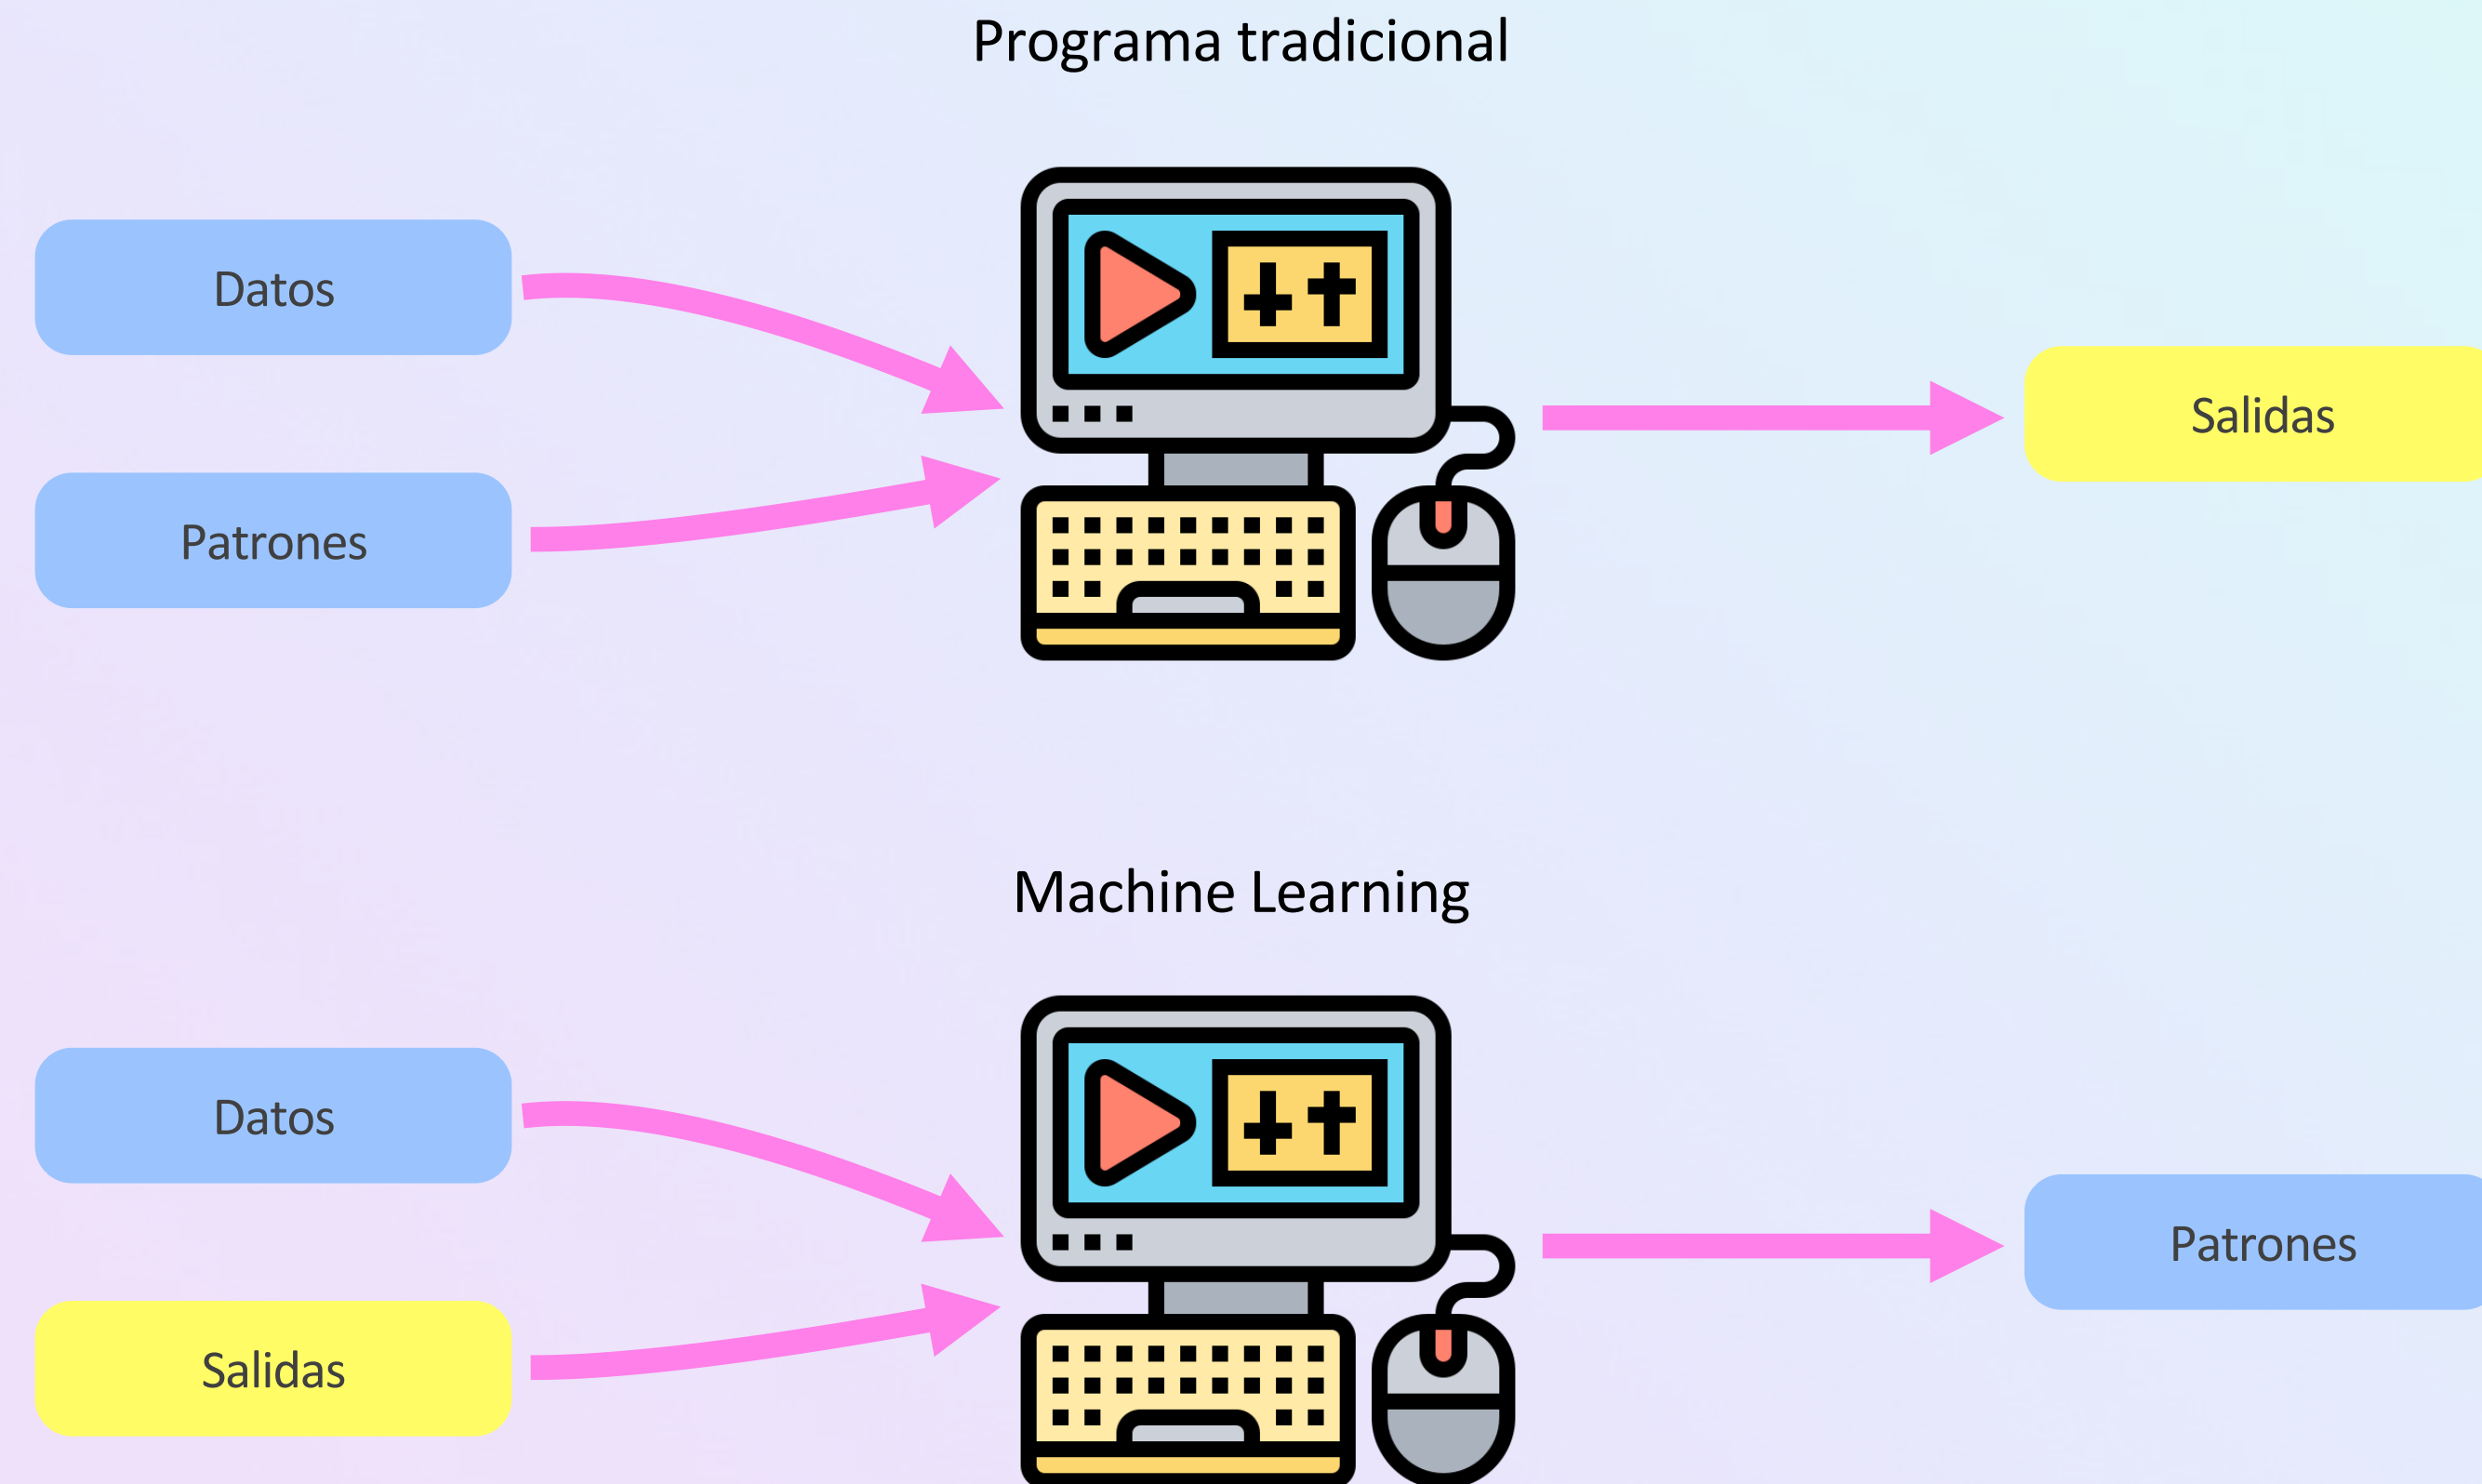 Programa tradicional
Datos
Patrones
Salidas
Machine Learning
Datos
Salidas
Patrones